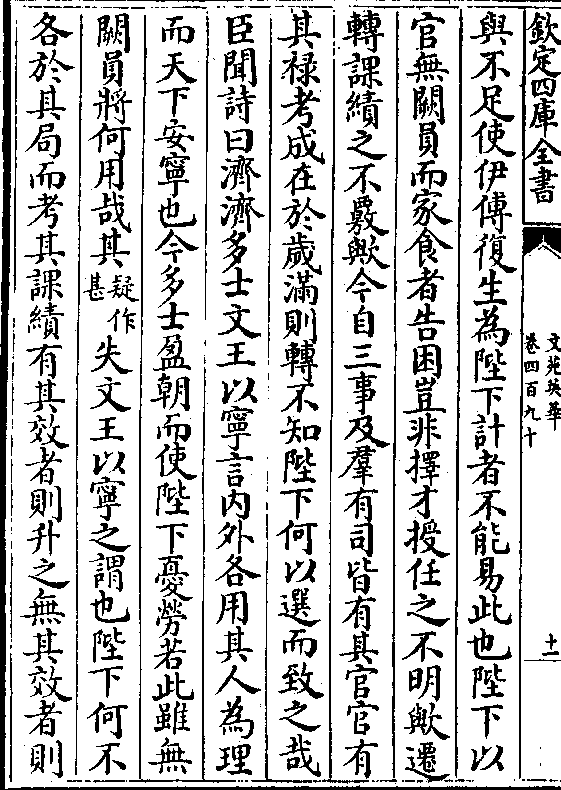 欽定四庫全書
文苑英華
卷四百九十
十一
與不足使伊傅復生為陛下計者不能易此也陛下以
官無闕員而家食者告困豈非擇才授任之不明歟遷
轉課績之不覈歟今自三事及羣有司皆有其官官有
其禄考成在於歲滿則轉不知陛下何以選而致之哉
臣聞詩曰濟濟多士文王以寧言内外各用其人為理
而天下安寧也今多士盈朝而使陛下憂勞若此雖無
闕員將何用哉其疑作甚失文王以寧之謂也陛下何不
各於其局而考其課績有其效者則升之無其效者則